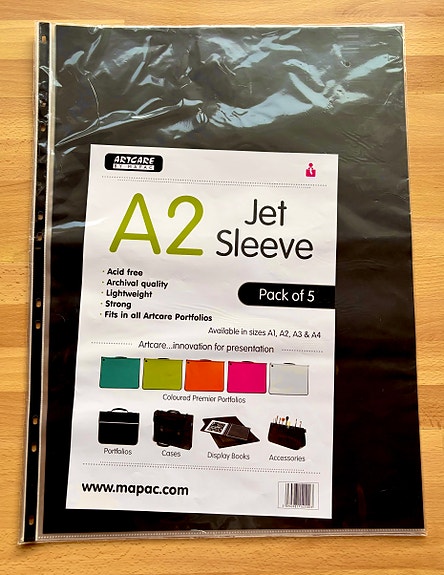 ARTCARE
BY MAPAC
A2 Jet Sleeve
· Acid free
· Archival quality
· Lightweight
· Strong
· Fits in all Artcare Portfolios
Pack of 5
Available in sizes A1, A2, A3 & A4
Artcare...innovation for presentation
Coloured Premier Portfolios
Portfolios Cases Display Books Accessories
www.mapac.com